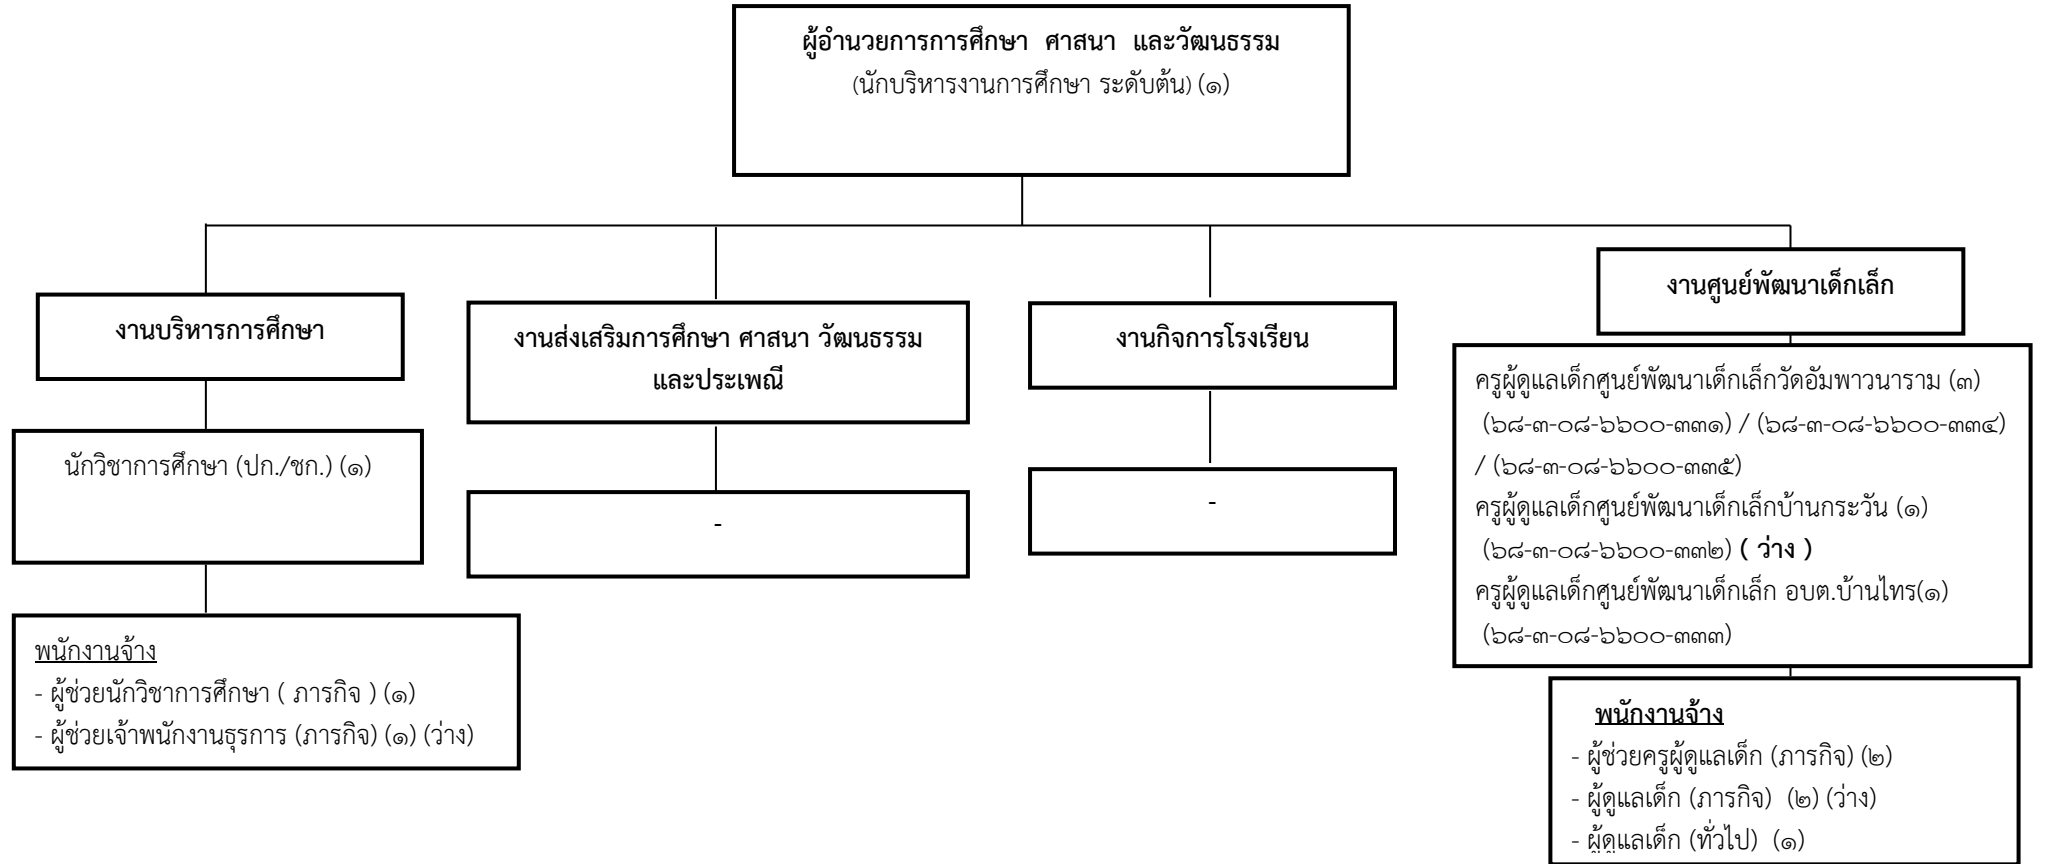 ผู้อำนวยการการศึกษา ศาสนา และวัฒนธรรม
(นักบริหารงานการศึกษา ระดับต้น) (๑)
งานบริหารการศึกษา
นักวิชาการศึกษา (ปก./ชก.) (๑)
พนักงานจ้าง
- ผู้ช่วยนักวิชาการศึกษา ( ภารกิจ ) (๑)
- ผู้ช่วยเจ้าพนักงานธุรการ (ภารกิจ) (๑) (ว่าง)
งานส่งเสริมการศึกษา ศาสนา วัฒนธรรม
และประเพณี
-
งานกิจการโรงเรียน
-
งานศูนย์พัฒนาเด็กเล็ก
ครูผู้ดูแลเด็กศูนย์พัฒนาเด็กเล็กวัดอัมพาวนาราม (๓)
(๖๘-๓-๐๘-๖๖๐๐-๓๓๑) / (๖๘-๓-๐๘-๖๖๐๐-๓๓๔)
/ (๖๘-๓-๐๘-๖๖๐๐-๓๓๕)
ครูผู้ดูแลเด็กศูนย์พัฒนาเด็กเล็กบ้านกระวัน (๑)
(๖๘-๓-๐๘-๖๖๐๐-๓๓๒) ( ว่าง )
ครูผู้ดูแลเด็กศูนย์พัฒนาเด็กเล็ก อบต.บ้านไทร(๑)
(๖๘-๓-๐๘-๖๖๐๐-๓๓๓)
พนักงานจ้าง
- ผู้ช่วยครูผู้ดูแลเด็ก (ภารกิจ) (๒)
- ผู้ดูแลเด็ก (ภารกิจ) (๒) (ว่าง)
- ผู้ดูแลเด็ก (ทั่วไป) (๑)